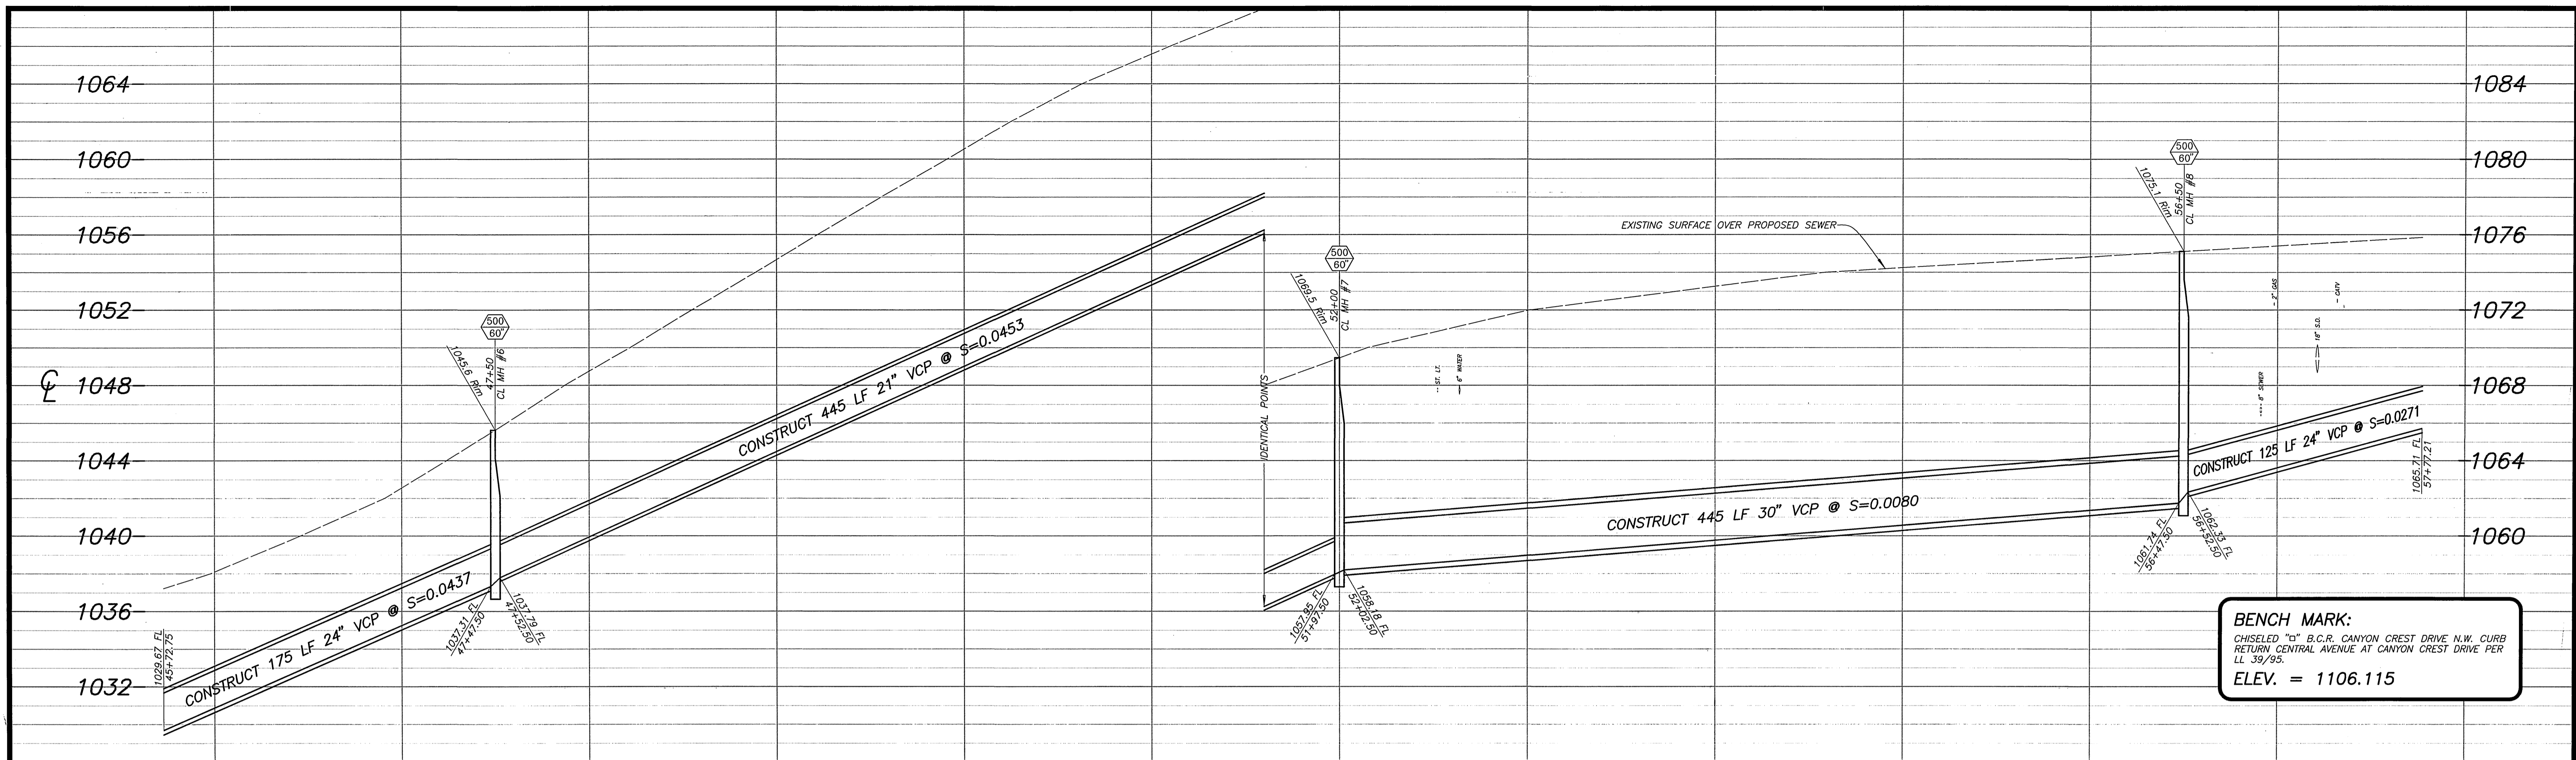 1064
1060
1056
1052
℄ 1048
1044
1040
1036
1032
1084
1080
1076
1072
1068
1064
1060
1029.67 FL
45+72.75
CONSTRUCT 175 LF 24" VCP @ S=0.0437
500
60"
1045.6 Rim
47+50
CL MH #6
1037.31 FL
47+47.50
1037.79 FL
47+52.50
CONSTRUCT 445 LF 21" VCP @ S=0.0453
IDENTICAL POINTS
500
60"
1069.5 Rim
52+00
CL MH #7
1057.95 FL
51+97.50
1058.18 FL
52+02.50
ST. LT.
6" WATER
CONSTRUCT 445 LF 30" VCP @ S=0.0080
EXISTING SURFACE OVER PROPOSED SEWER
500
60"
1075.1 Rim
56+50
CL MH #8
1061.74 FL
56+47.50
1062.33 FL
56+52.50
8" SEWER
2" GAS
18" S.D.
CATV
CONSTRUCT 125 LF 24" VCP @ S=0.0271
1065.71 FL
57+77.21
BENCH MARK:
CHISELED "□" B.C.R. CANYON CREST DRIVE N.W. CURB
RETURN CENTRAL AVENUE AT CANYON CREST DRIVE PER
LL 39/95.
ELEV. = 1106.115